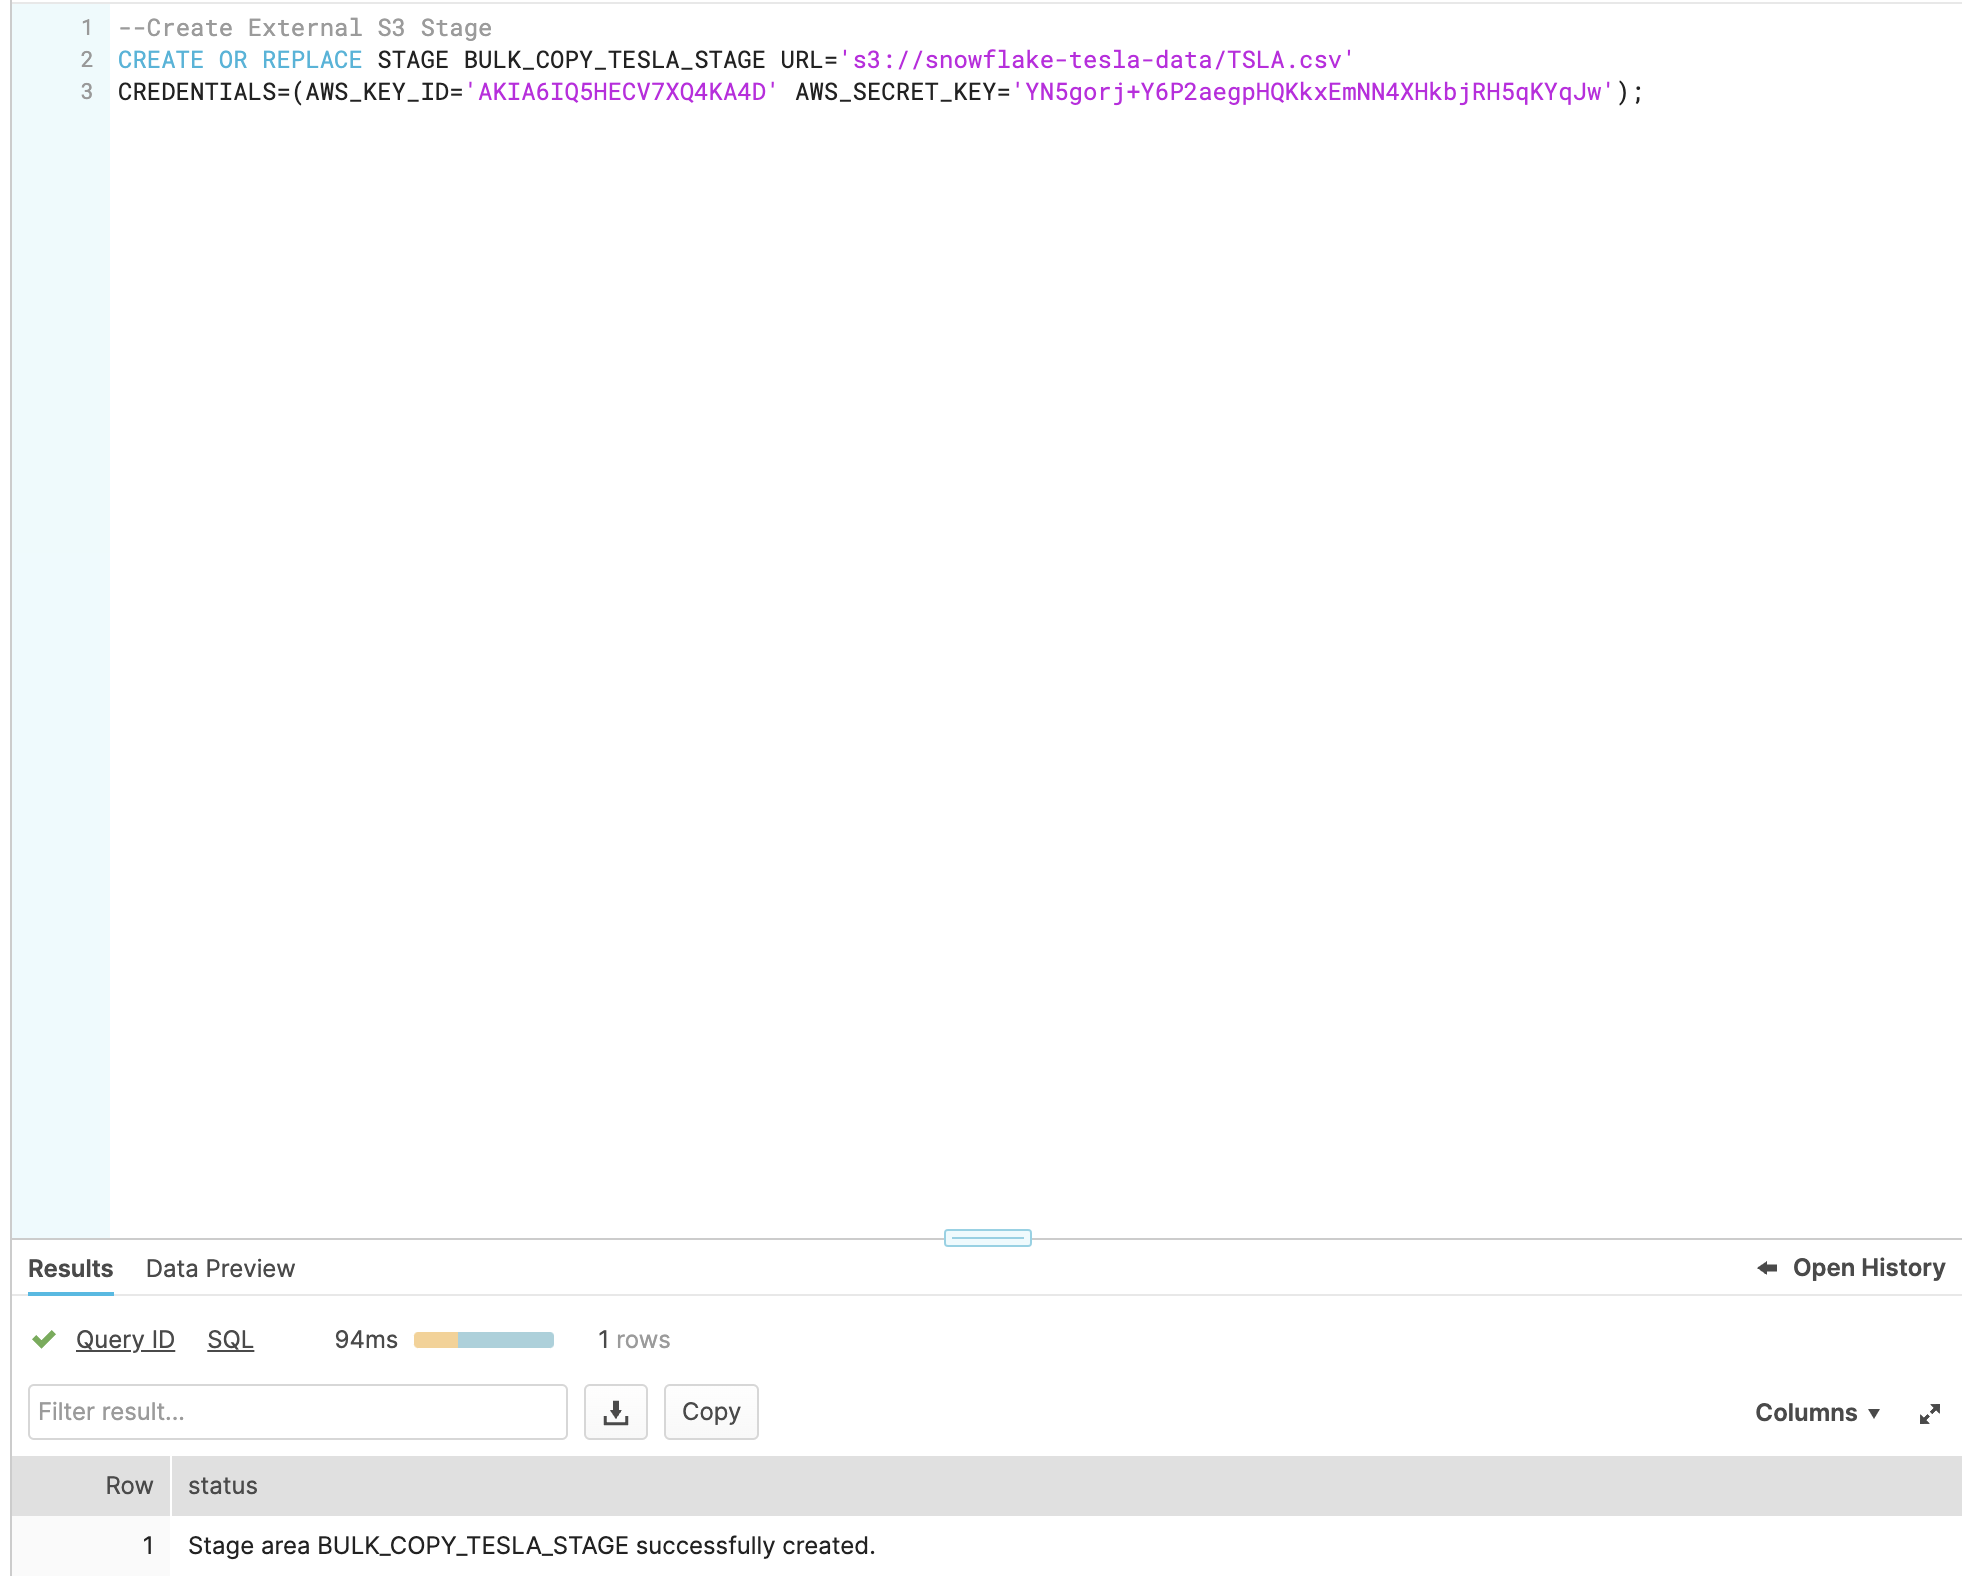 1 --Create External S3 Stage
2 CREATE OR REPLACE STAGE BULK_COPY_TESLA_STAGE URL='s3://snowflake-tesla-data/TSLA.csv'
3 CREDENTIALS=(AWS_KEY_ID='AKIA6IQ5HECV7XQ4KA4D' AWS_SECRET_KEY='YN5gorj+Y6P2aegpHQKkxEmNN4XHkbjRH5qKYqJw');
Results Data Preview Open History
Query ID SQL 94ms 1 rows
Filter result... Copy Columns
Row status
1 Stage area BULK_COPY_TESLA_STAGE successfully created.